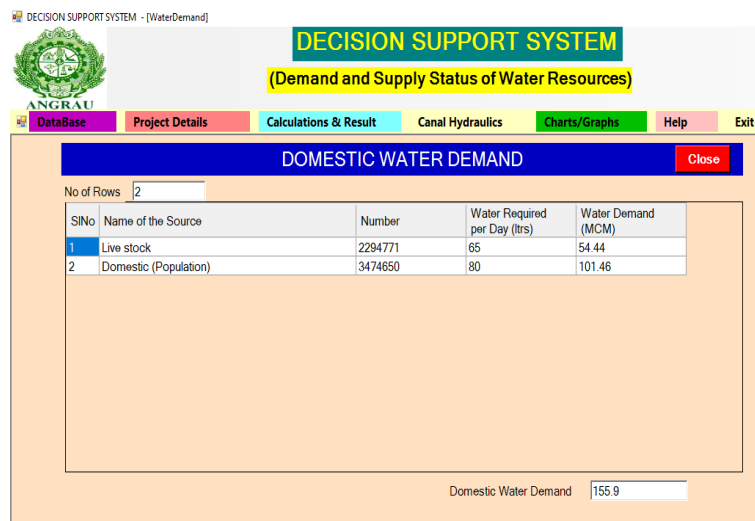 DECISION SUPPORT SYSTEM - [WaterDemand]
DECISION SUPPORT SYSTEM
(Demand and Supply Status of Water Resources)
ANGRAU
DataBase Project Details Calculations & Result Canal Hydraulics Charts/Graphs Help Exit
DOMESTIC WATER DEMAND Close
No of Rows 2
SlNo Name of the Source Number Water Required per Day (ltrs) Water Demand (MCM)
1 Live stock 2294771 65 54.44
2 Domestic (Population) 3474650 80 101.46
Domestic Water Demand 155.9